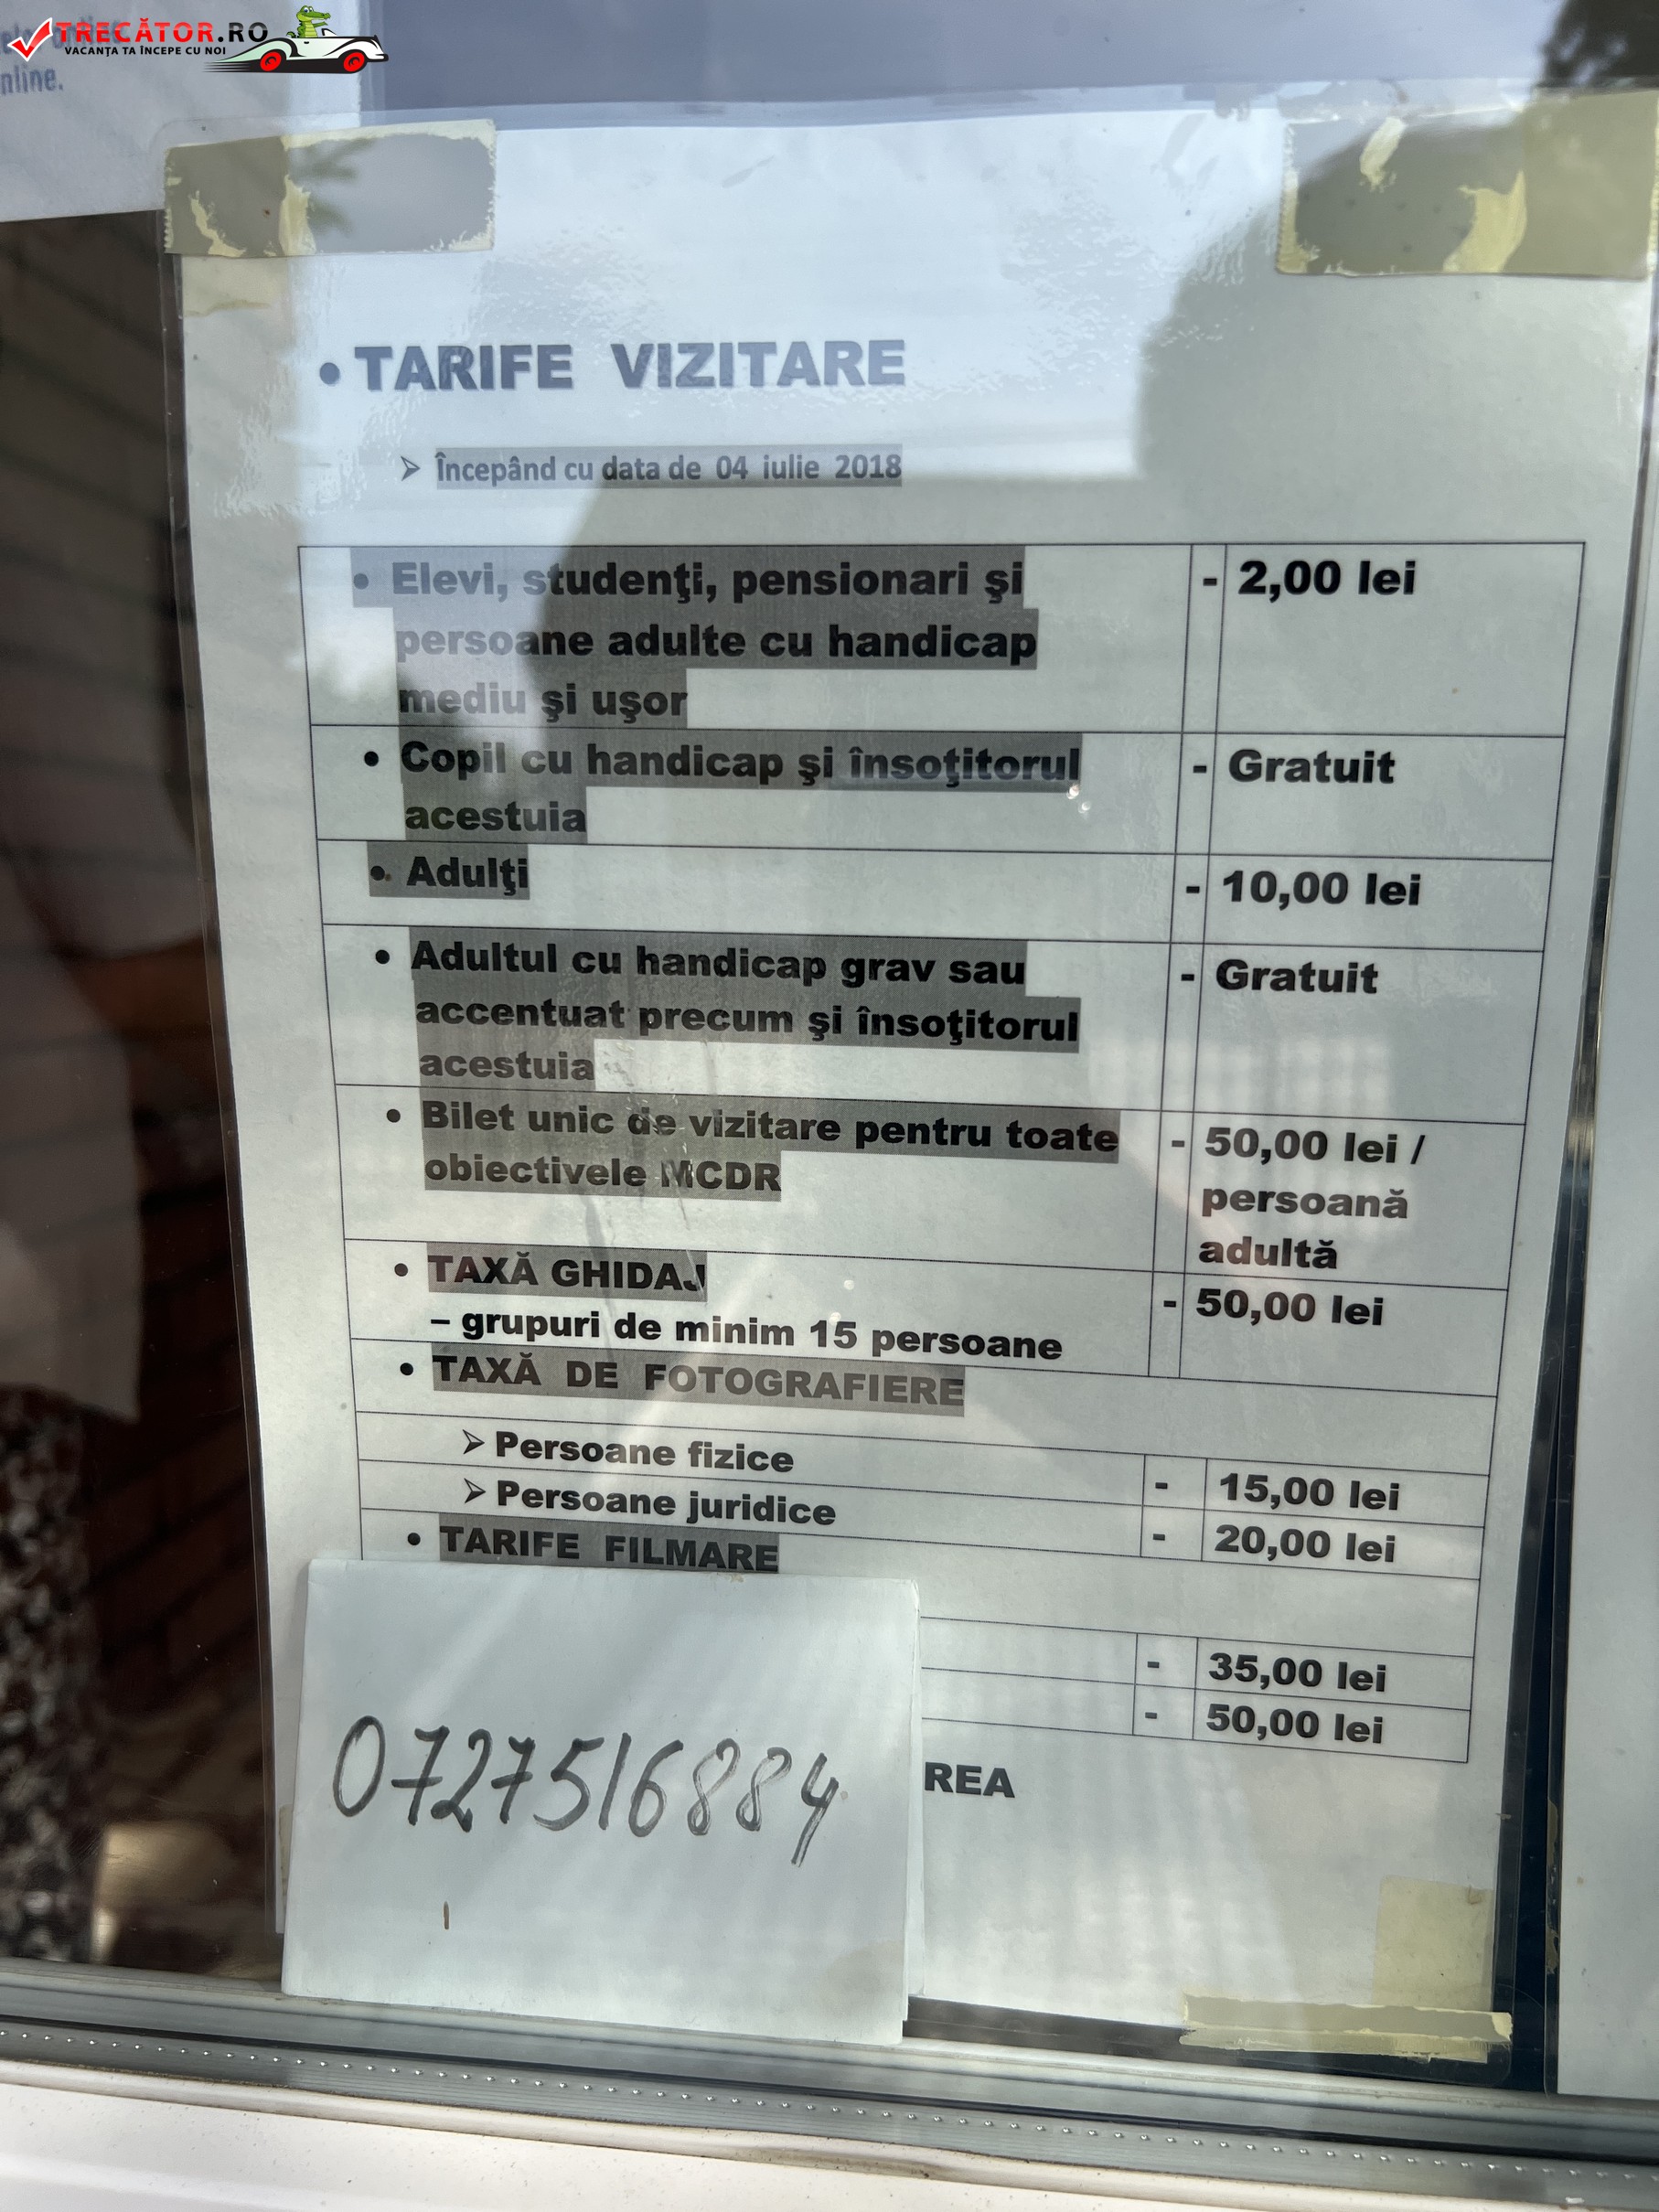 TRECĂTOR.RO
VACANȚA TA ÎNCEPE CU NOI
nline.
• TARIFE VIZITARE
➢ Începând cu data de 04 iulie 2018
• Elevi, studenţi, pensionari şi
persoane adulte cu handicap
mediu şi uşor
- 2,00 lei
• Copil cu handicap şi însoţitorul
acestuia
- Gratuit
• Adulţi
- 10,00 lei
• Adultul cu handicap grav sau
accentuat precum şi însoţitorul
acestuia
- Gratuit
• Bilet unic de vizitare pentru toate
obiectivele MCDR
- 50,00 lei /
persoană
adultă
• TAXĂ GHIDAJ
– grupuri de minim 15 persoane
- 50,00 lei
• TAXĂ DE FOTOGRAFIERE
➢ Persoane fizice
- 15,00 lei
➢ Persoane juridice
- 20,00 lei
• TARIFE FILMARE
- 35,00 lei
- 50,00 lei
REA
0727516884